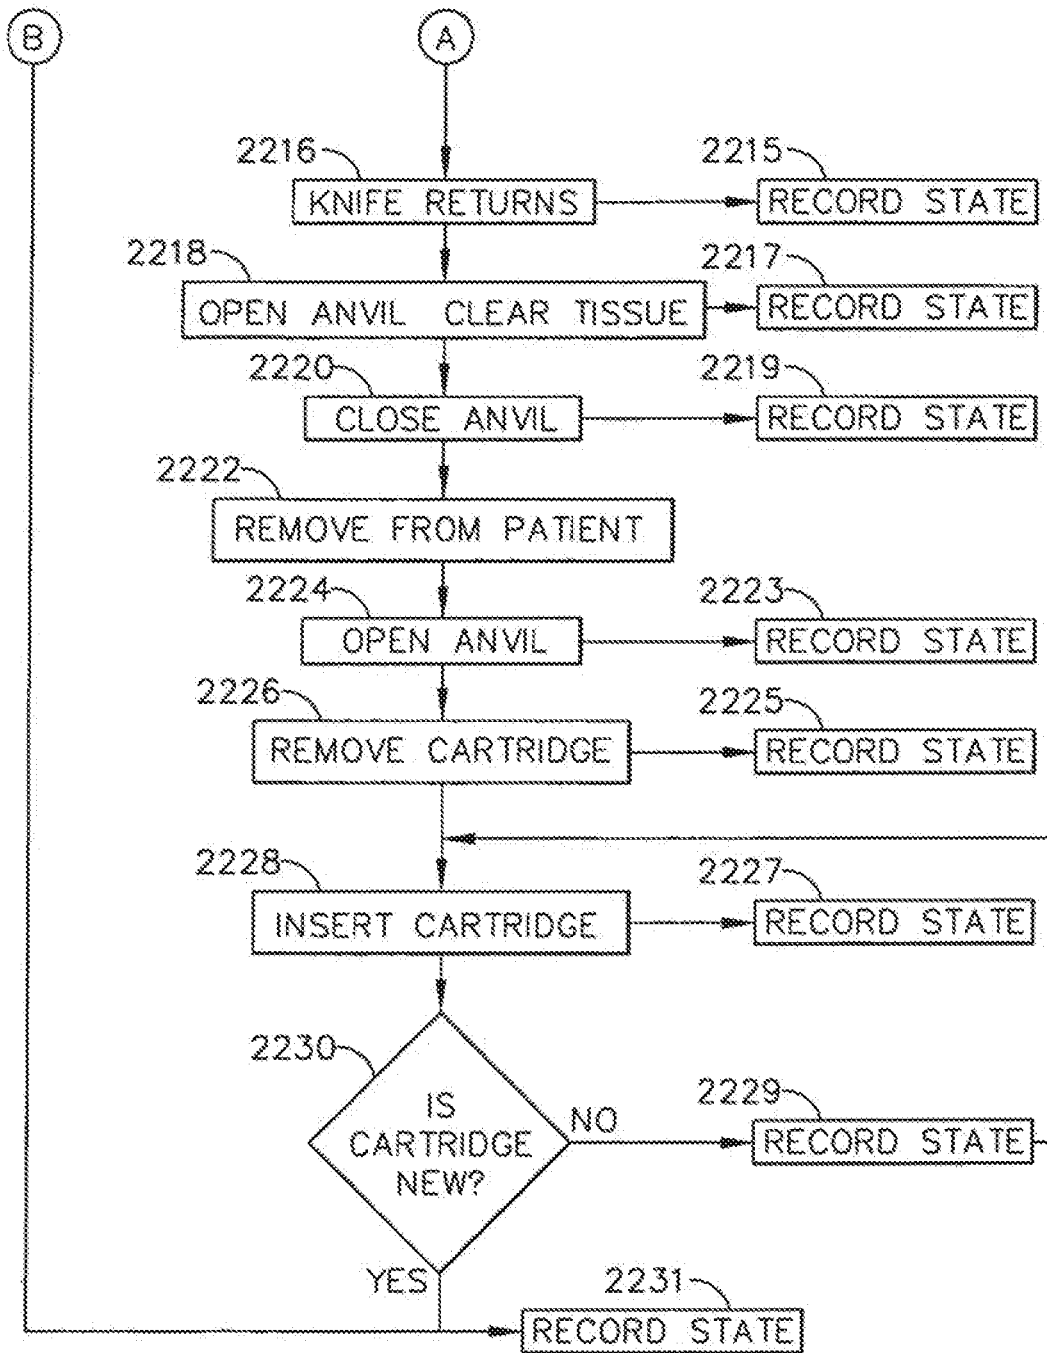 B
A
2216
2215
KNIFE RETURNS
RECORD STATE
2218
2217
OPEN ANVIL CLEAR TISSUE
RECORD STATE
2220
2219
CLOSE ANVIL
RECORD STATE
2222
REMOVE FROM PATIENT
2224
2223
OPEN ANVIL
RECORD STATE
2226
2225
REMOVE CARTRIDGE
RECORD STATE
2228
2227
INSERT CARTRIDGE
RECORD STATE
2230
IS
CARTRIDGE
NEW?
NO
2229
RECORD STATE
YES
2231
RECORD STATE